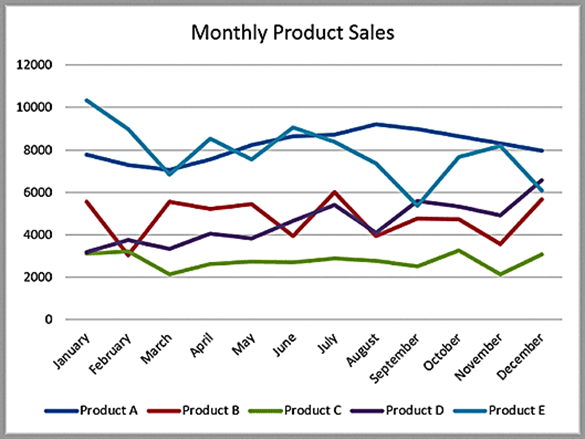 Monthly Product Sales
12000
10000
8000
6000
4000
2000
0
January
February
March
April
May
June
July
August
September
October
November
December
Product A Product B Product C Product D Product E